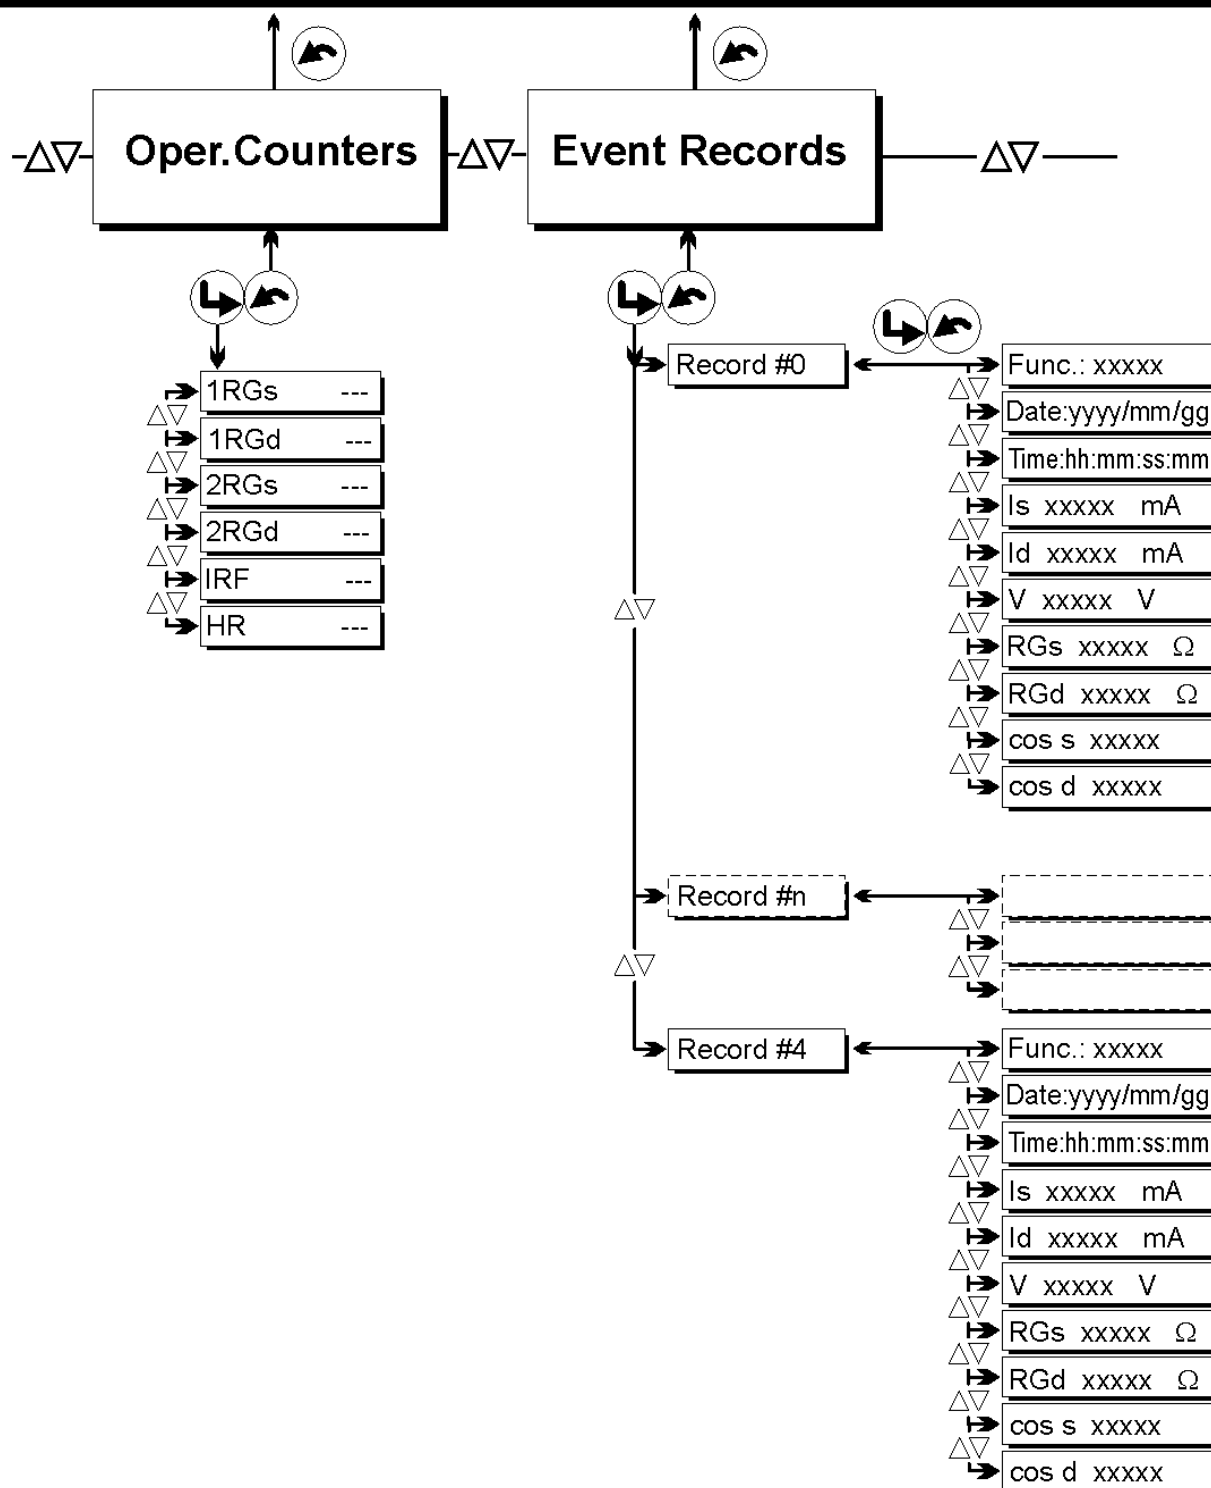 Oper.Counters
Event Records
1RGs ---
1RGd ---
2RGs ---
2RGd ---
IRF ---
HR ---
Record #0
Func.: xxxxx
Date:yyyy/mm/gg
Time:hh:mm:ss:mm
Is xxxxx mA
Id xxxxx mA
V xxxxx V
RGs xxxxx Ω
RGd xxxxx Ω
cos s xxxxx
cos d xxxxx
Record #n
Record #4
Func.: xxxxx
Date:yyyy/mm/gg
Time:hh:mm:ss:mm
Is xxxxx mA
Id xxxxx mA
V xxxxx V
RGs xxxxx Ω
RGd xxxxx Ω
cos s xxxxx
cos d xxxxx